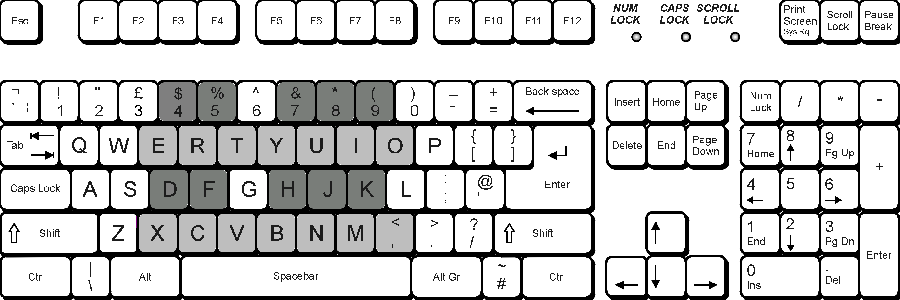 Esc F1 F2 F3 F4 F5 F6 F7 F8 F9 F10 F11 F12 NUM LOCK CAPS LOCK SCROLL LOCK Print Screen Sys Rq Scroll Lock Pause Break
¬ ! " £ $ % ^ & * ( ) _ + Back space Insert Home Page Up Num Lock / * -
¦ 1 2 3 4 5 6 7 8 9 0 - =
Tab Q W E R T Y U I O P { [ } ] Enter Delete End Page Down 7 Home 8 9 Pg Up +
Caps Lock A S D F G H J K L : ; @ ' 4 5 6
Shift Z X C V B N M < , > . ? / Shift 1 End 2 3 Pg Dn Enter
Ctr | \ Alt Spacebar Alt Gr ~ # Ctr 0 Ins . Del